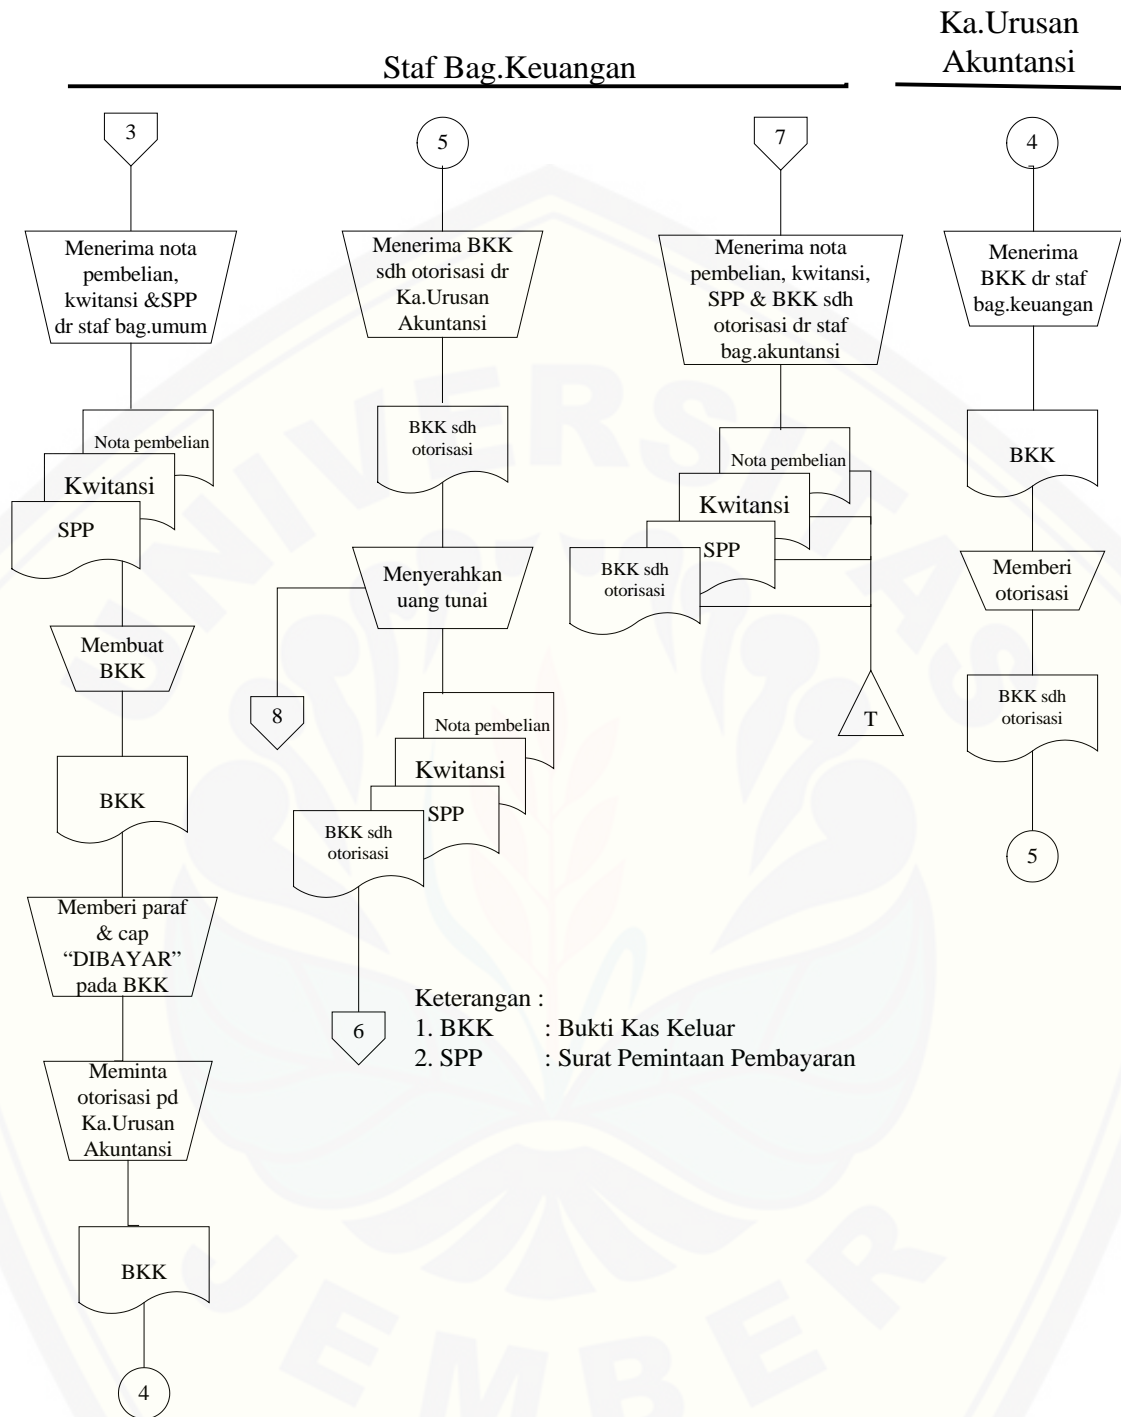 Staf Bag.Keuangan
Ka.Urusan
Akuntansi
3
Menerima nota
pembelian,
kwitansi &SPP
dr staf bag.umum
Nota pembelian
Kwitansi
SPP
Membuat
BKK
BKK
Memberi paraf
& cap
“DIBAYAR”
pada BKK
Meminta
otorisasi pd
Ka.Urusan
Akuntansi
BKK
4
5
Menerima BKK
sdh otorisasi dr
Ka.Urusan
Akuntansi
BKK sdh
otorisasi
Menyerahkan
uang tunai
8
Nota pembelian
Kwitansi
SPP
BKK sdh
otorisasi
6
7
Menerima nota
pembelian, kwitansi,
SPP & BKK sdh
otorisasi dr staf
bag.akuntansi
Nota pembelian
Kwitansi
SPP
BKK sdh
otorisasi
T
4
Menerima
BKK dr staf
bag.keuangan
BKK
Memberi
otorisasi
BKK sdh
otorisasi
5
Keterangan :
1. BKK : Bukti Kas Keluar
2. SPP : Surat Pemintaan Pembayaran
UNIVERSITAS
JEMBER